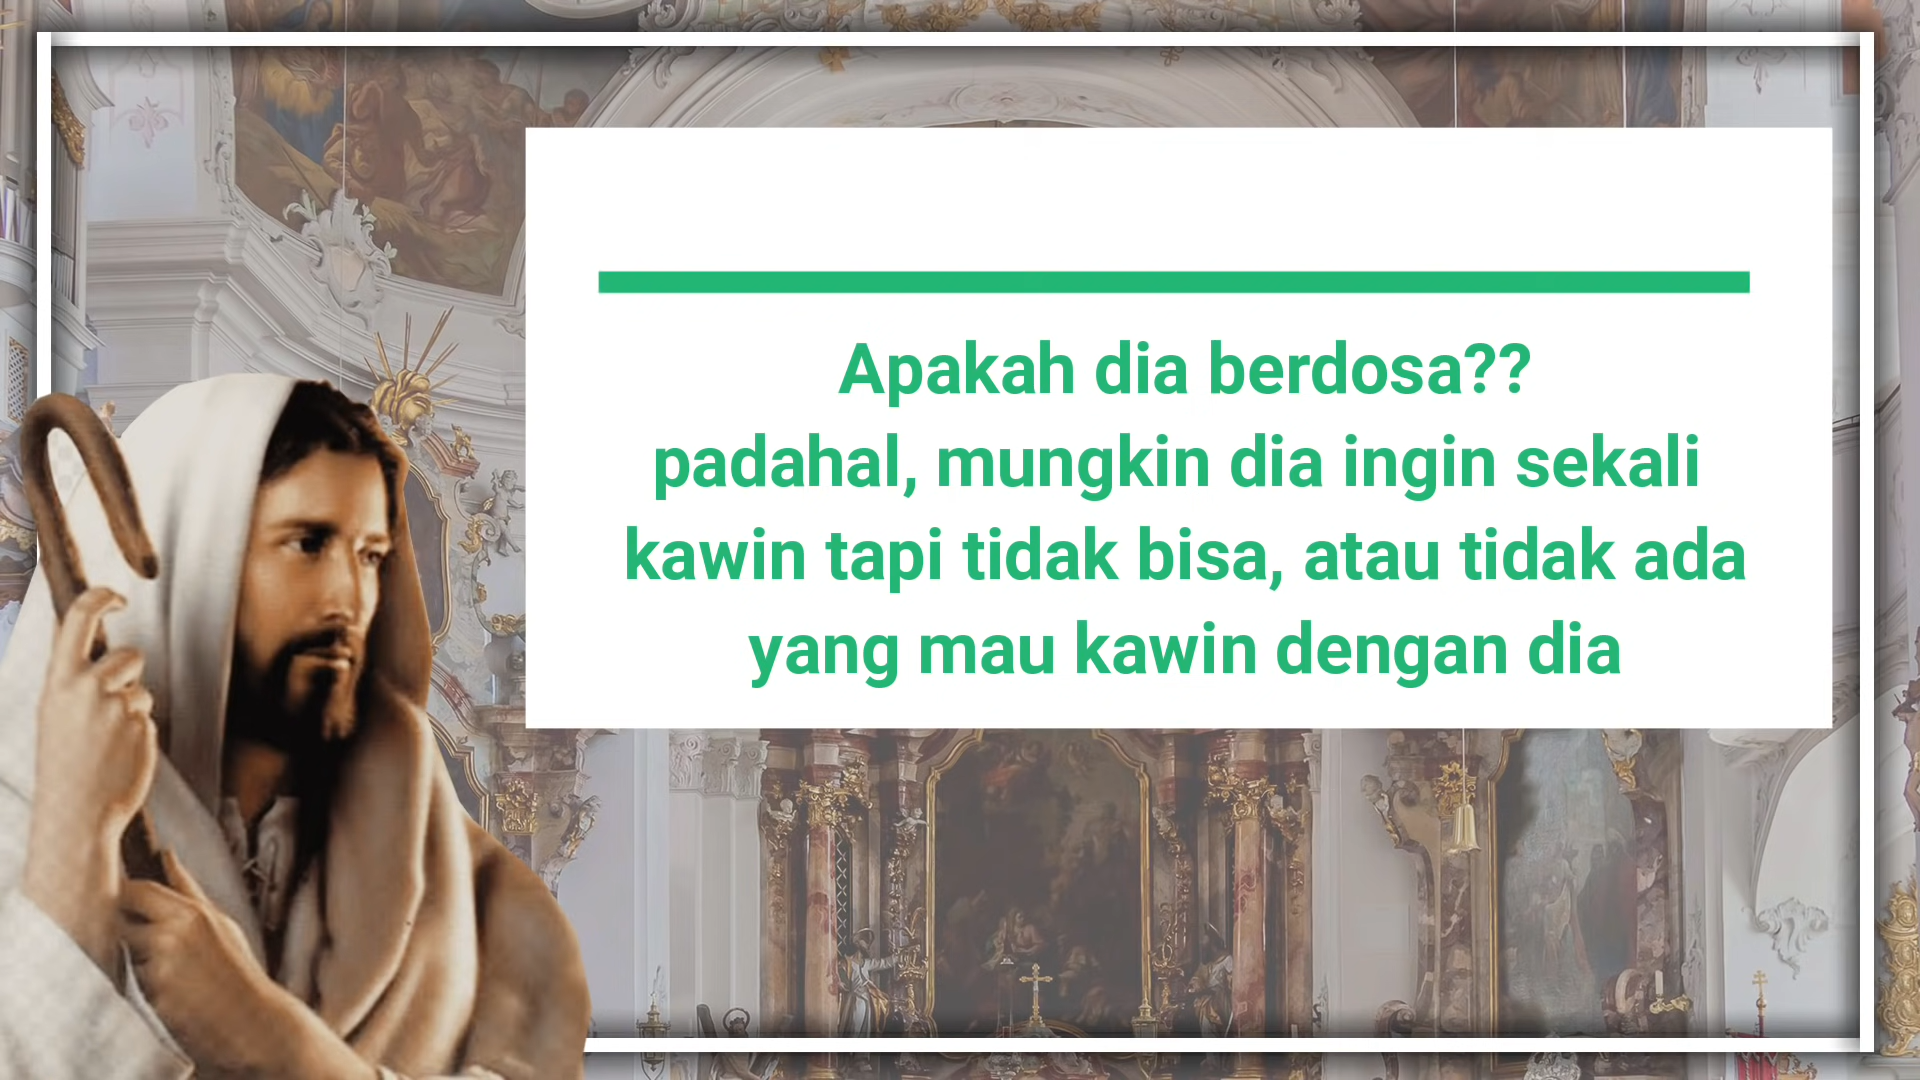 Apakah dia berdosa??
padahal, mungkin dia ingin sekali
kawin tapi tidak bisa, atau tidak ada
yang mau kawin dengan dia